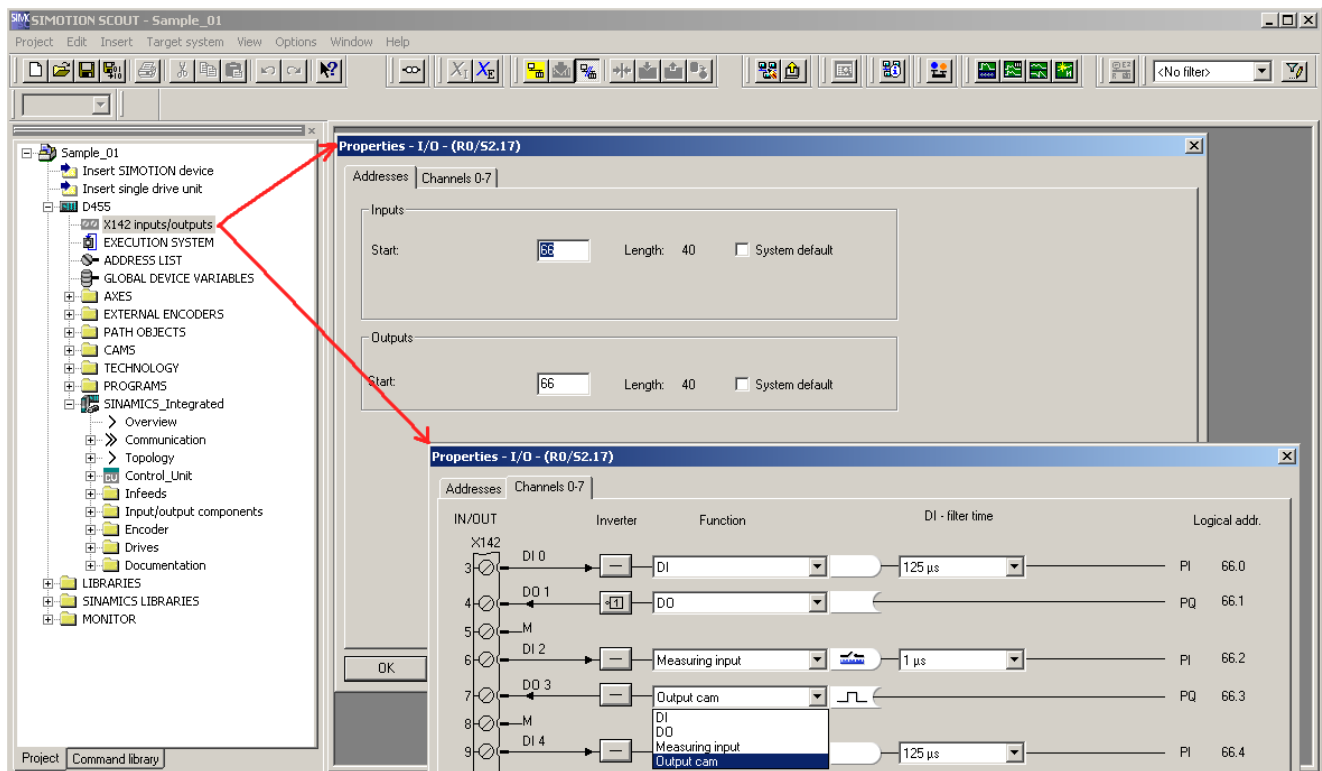 SIMOTION SCOUT - Sample_01
Project Edit Insert Target system View Options Window Help
<No filter>
Sample_01
Insert SIMOTION device
Insert single drive unit
D455
X142 inputs/outputs
EXECUTION SYSTEM
ADDRESS LIST
GLOBAL DEVICE VARIABLES
AXES
EXTERNAL ENCODERS
PATH OBJECTS
CAMS
TECHNOLOGY
PROGRAMS
SINAMICS_Integrated
Overview
Communication
Topology
Control_Unit
Infeeds
Input/output components
Encoder
Drives
Documentation
LIBRARIES
SINAMICS LIBRARIES
MONITOR
Project Command library
Properties - I/O - (R0/S2.17)
Addresses Channels 0-7
Inputs
Start: 66 Length: 40 System default
Outputs
Start: 66 Length: 40 System default
OK
Properties - I/O - (R0/S2.17)
Addresses Channels 0-7
IN/OUT Inverter Function DI - filter time Logical addr.
X142
3 DI 0 DI 125 µs PI 66.0
4 DO 1 1 DO PQ 66.1
5 M
6 DI 2 Measuring input 1 µs PI 66.2
7 DO 3 Output cam PQ 66.3
8 M DI
DO
9 DI 4 Measuring input 125 µs PI 66.4
Output cam